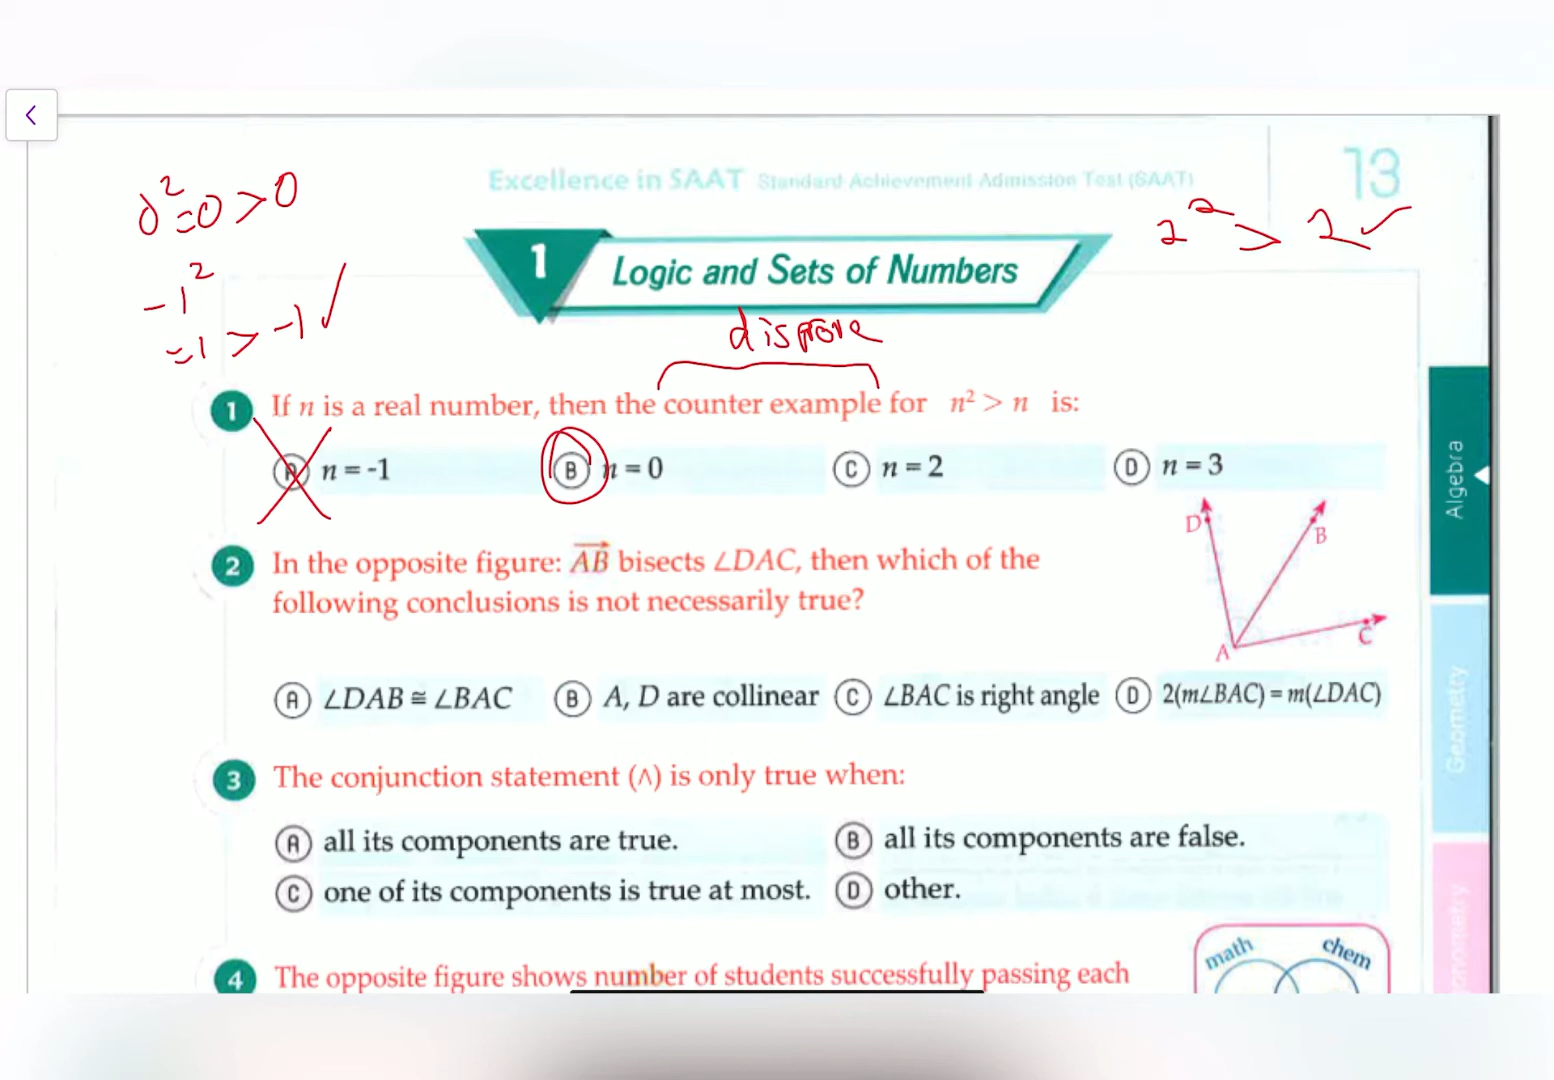 <
Excellence in SAAT Standard Achievement Admission Test (SAAT)
13
0² =0 > 0
2² > 2 ✓
-1²
=1 > -1 ✓
1 Logic and Sets of Numbers
disprove
1 If n is a real number, then the counter example for n² > n is:
A n = -1 B n = 0 C n = 2 D n = 3
Algebra
D
B
C
A
2 In the opposite figure: AB bisects ∠DAC, then which of the
following conclusions is not necessarily true?
A ∠DAB ≅ ∠BAC B A, D are collinear C ∠BAC is right angle D 2(m∠BAC) = m(∠DAC)
Geometry
3 The conjunction statement (∧) is only true when:
A all its components are true. B all its components are false.
C one of its components is true at most. D other.
4 The opposite figure shows number of students successfully passing each
math chem